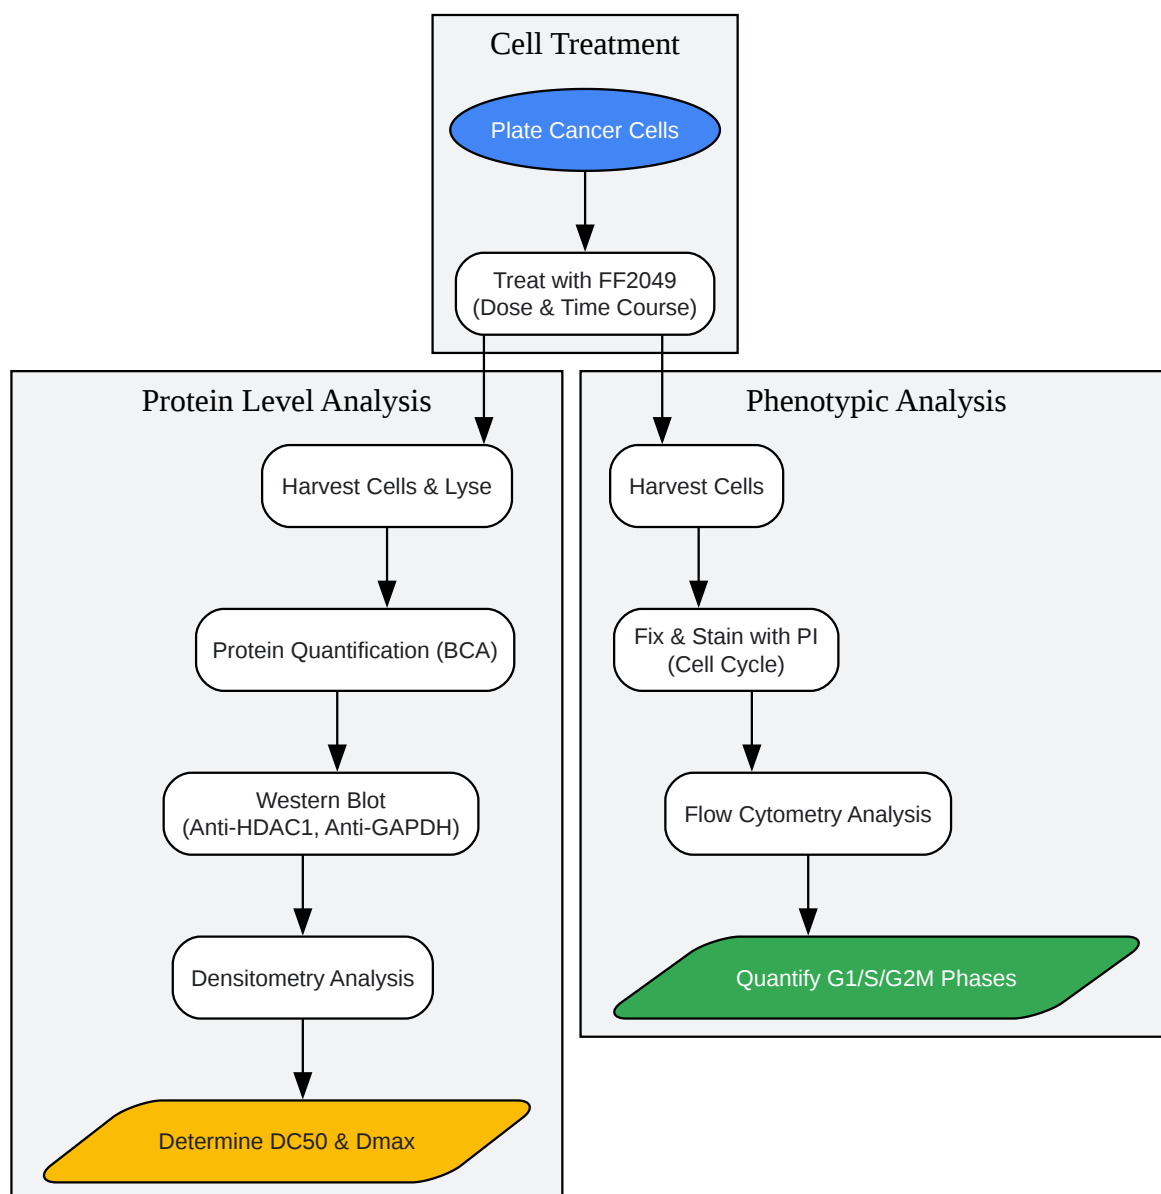 Cell Treatment
Plate Cancer Cells
Treat with FF2049
(Dose & Time Course)
Protein Level Analysis
Harvest Cells & Lyse
Protein Quantification (BCA)
Western Blot
(Anti-HDAC1, Anti-GAPDH)
Densitometry Analysis
Determine DC50 & Dmax
Phenotypic Analysis
Harvest Cells
Fix & Stain with PI
(Cell Cycle)
Flow Cytometry Analysis
Quantify G1/S/G2M Phases